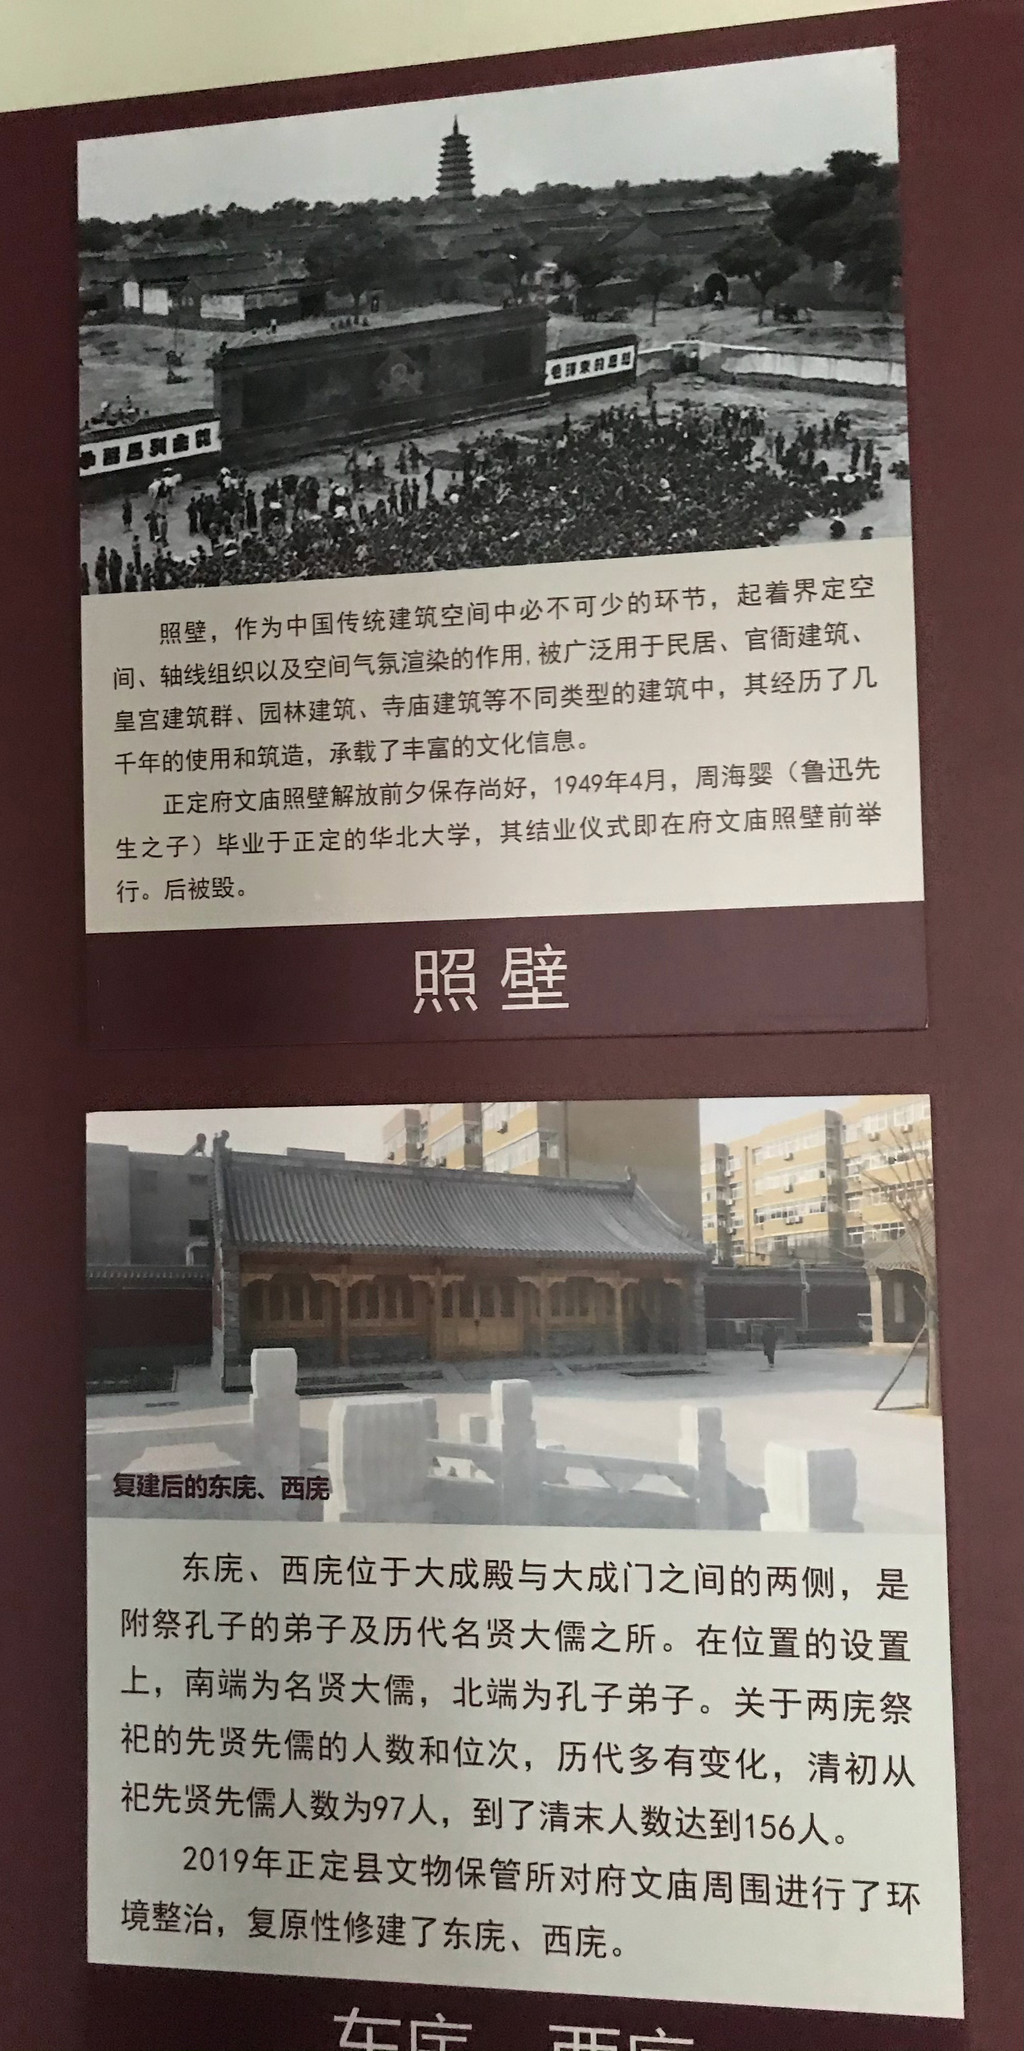 毛泽东的思想
照壁，作为中国传统建筑空间中必不可少的环节，起着界定空
间、轴线组织以及空间气氛渲染的作用,被广泛用于民居、官衙建筑、
皇宫建筑群、园林建筑、寺庙建筑等不同类型的建筑中，其经历了几
千年的使用和筑造，承载了丰富的文化信息。
正定府文庙照壁解放前夕保存尚好，1949年4月，周海婴（鲁迅先
生之子）毕业于正定的华北大学，其结业仪式即在府文庙照壁前举
行。后被毁。
照壁
复建后的东庑、西庑
东庑、西庑位于大成殿与大成门之间的两侧，是
附祭孔子的弟子及历代名贤大儒之所。在位置的设置
上，南端为名贤大儒，北端为孔子弟子。关于两庑祭
祀的先贤先儒的人数和位次，历代多有变化，清初从
祀先贤先儒人数为97人，到了清末人数达到156人。
2019年正定县文物保管所对府文庙周围进行了环
境整治，复原性修建了东庑、西庑。
东庑、西庑